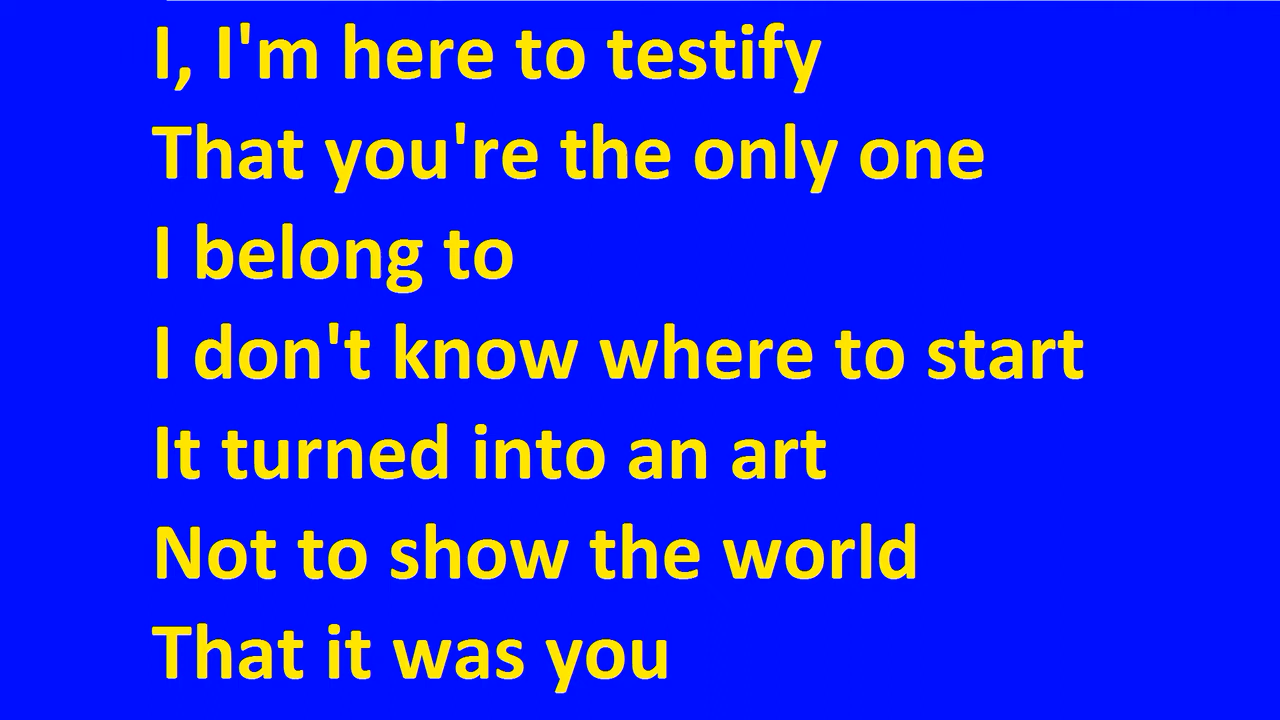 I, I'm here to testify
That you're the only one
I belong to
I don't know where to start
It turned into an art
Not to show the world
That it was you